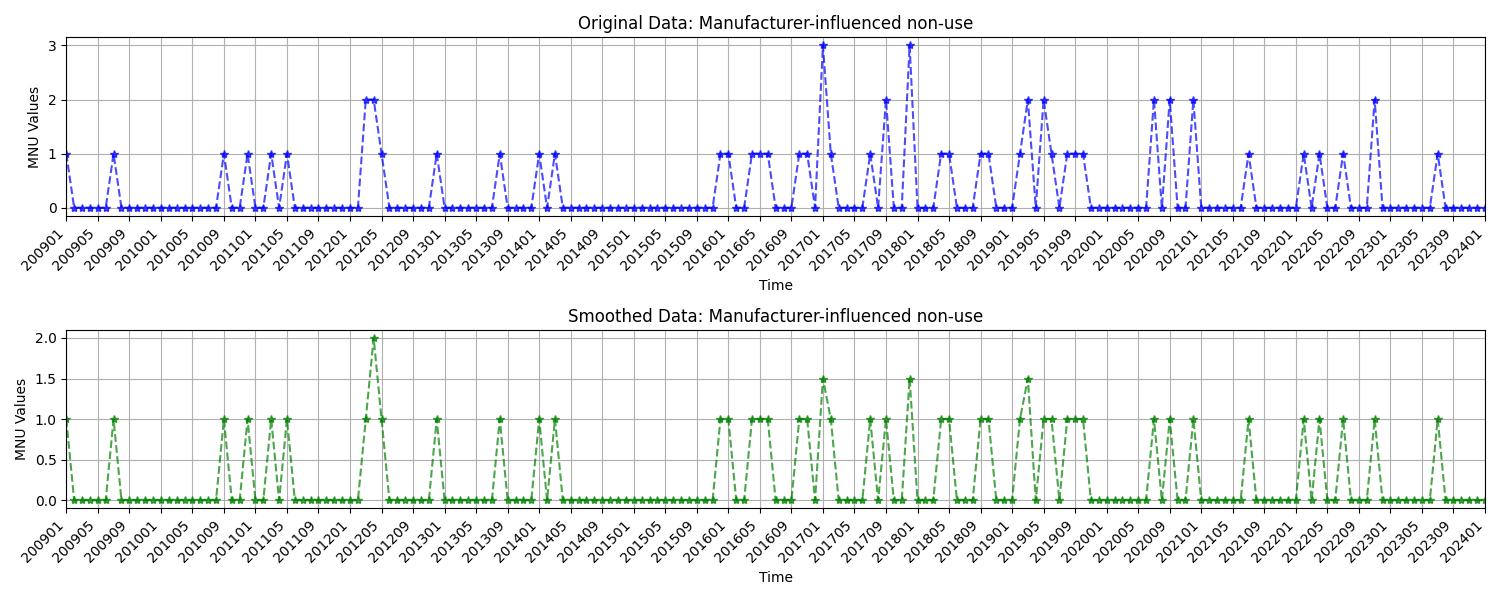 Original Data: Manufacturer-influenced non-use
MNU Values
3
2
1
0
200901 200905 200909 201001 201005 201009 201101 201105 201109 201201 201205 201209 201301 201305 201309 201401 201405 201409 201501 201505 201509 201601 201605 201609 201701 201705 201709 201801 201805 201809 201901 201905 201909 202001 202005 202009 202101 202105 202109 202201 202205 202209 202301 202305 202309 202401
Time
Smoothed Data: Manufacturer-influenced non-use
MNU Values
2.0
1.5
1.0
0.5
0.0
200901 200905 200909 201001 201005 201009 201101 201105 201109 201201 201205 201209 201301 201305 201309 201401 201405 201409 201501 201505 201509 201601 201605 201609 201701 201705 201709 201801 201805 201809 201901 201905 201909 202001 202005 202009 202101 202105 202109 202201 202205 202209 202301 202305 202309 202401
Time